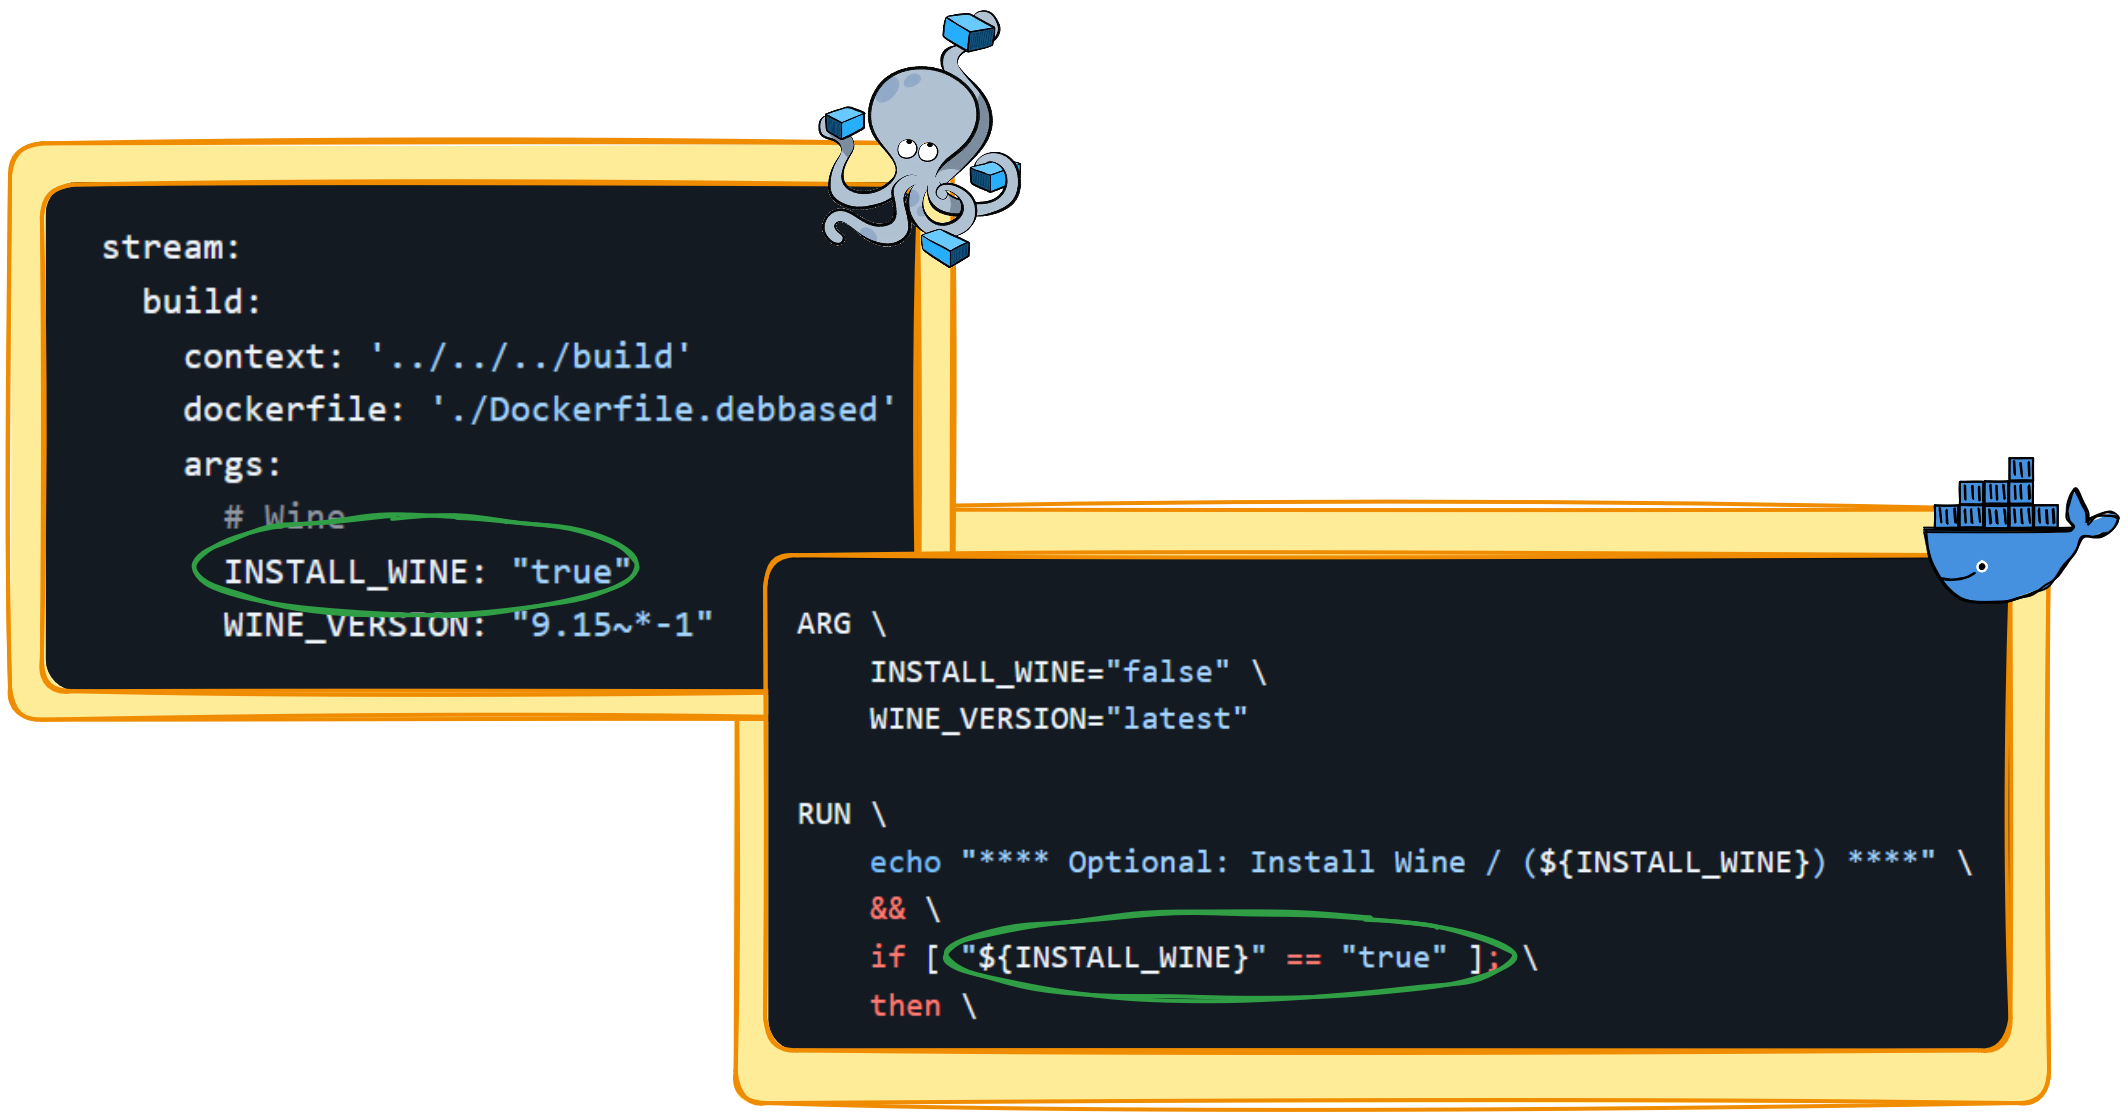 stream:
build:
context: '../../../build'
dockerfile: './Dockerfile.debbased'
args:
# Wine
INSTALL_WINE: "true"
WINE_VERSION: "9.15~*-1"
ARG \
INSTALL_WINE="false" \
WINE_VERSION="latest"
RUN \
echo "**** Optional: Install Wine / (${INSTALL_WINE}) ****" \
&& \
if [ "${INSTALL_WINE}" == "true" ]; \
then \